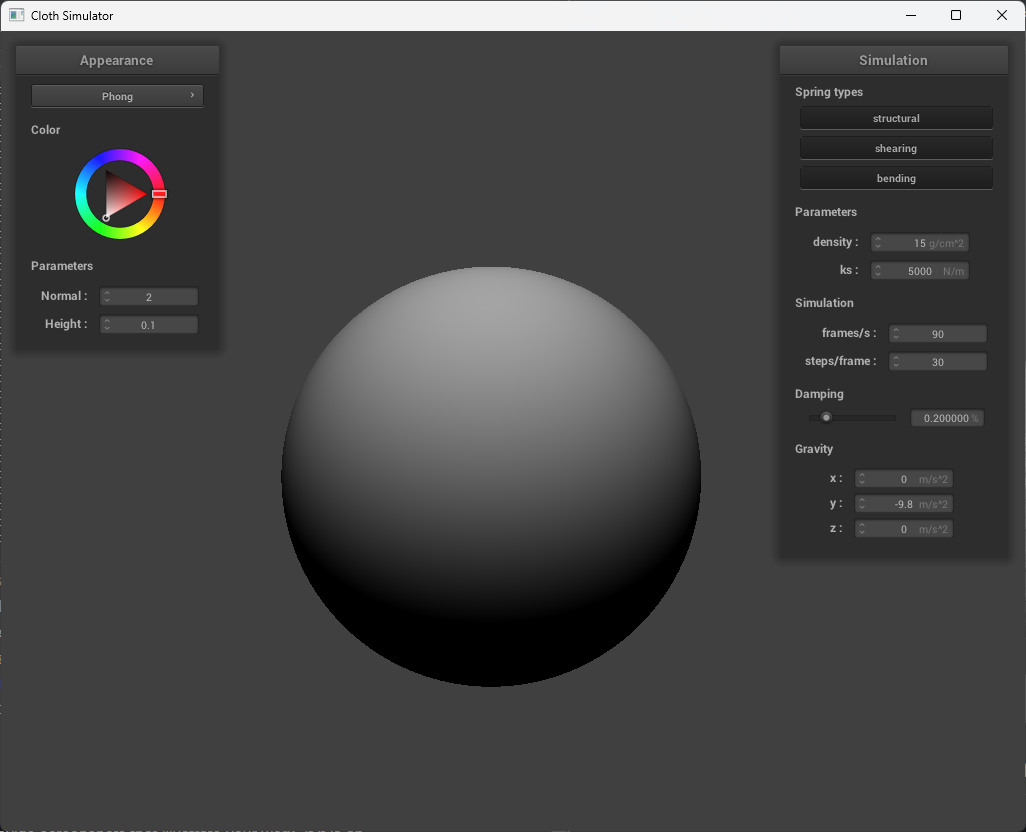 Cloth Simulator
Appearance
Phong
Color
Parameters
Normal : 2
Height : 0.1
Simulation
Spring types
structural
shearing
bending
Parameters
density : 15 g/cm^2
ks : 5000 N/m
Simulation
frames/s : 90
steps/frame : 30
Damping
0.200000 %
Gravity
x : 0 m/s^2
y : -9.8 m/s^2
z : 0 m/s^2